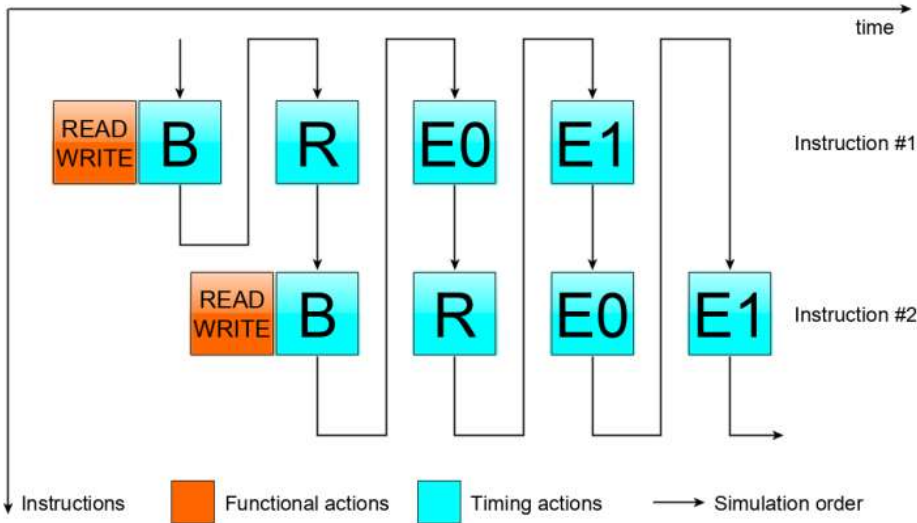 time
READ
WRITE
B
R
E0
E1
Instruction #1
READ
WRITE
B
R
E0
E1
Instruction #2
Instructions
Functional actions
Timing actions
Simulation order